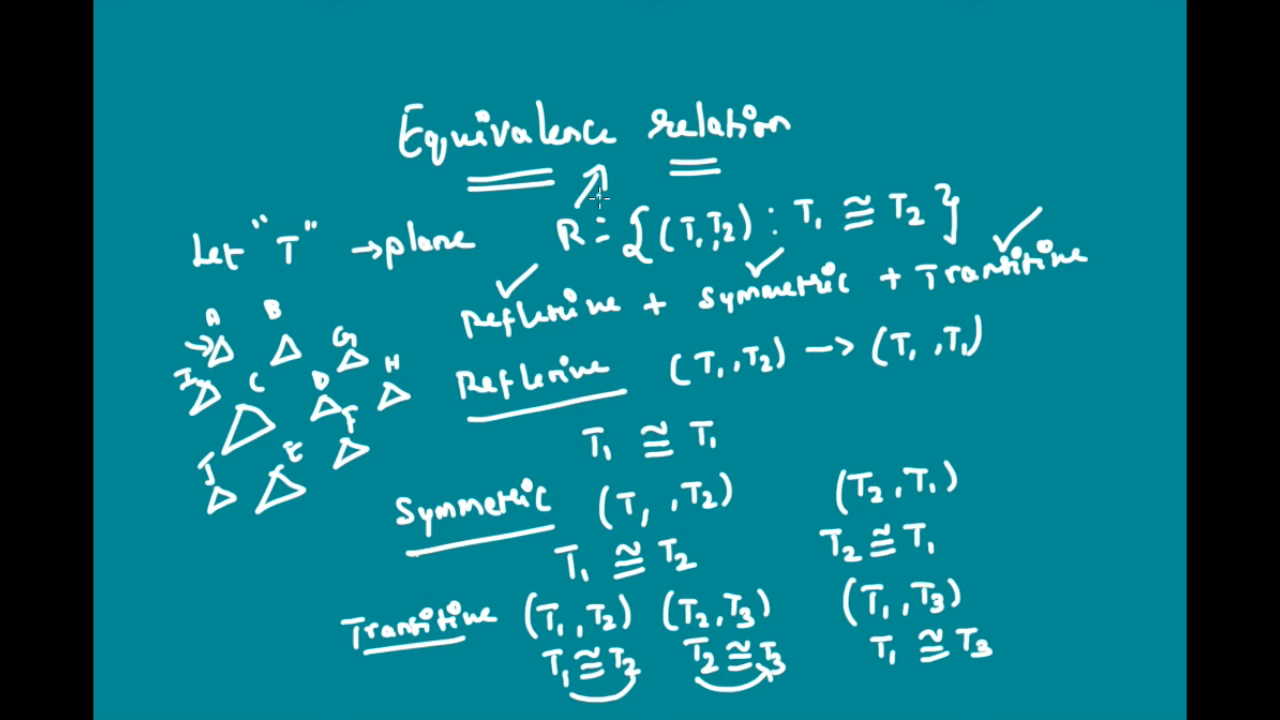 Equivalence relation
Let "T" → plane R = {(T₁,T₂) : T₁ ≅ T₂}
Reflexive + Symmetric + Transitive
A B G
I C D H
J E F
Reflexive (T₁,T₂) → (T₁,T₁)
T₁ ≅ T₁
Symmetric (T₁,T₂) (T₂,T₁)
T₁ ≅ T₂ T₂ ≅ T₁
Transitive (T₁,T₂) (T₂,T₃) (T₁,T₃)
T₁ ≅ T₂ T₂ ≅ T₃ T₁ ≅ T₃